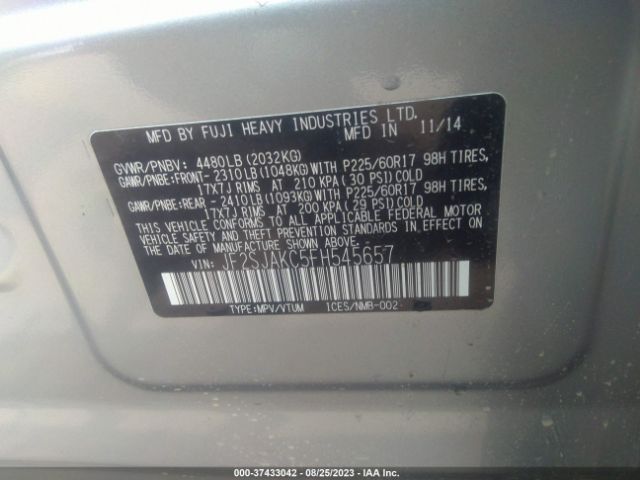 MFD BY FUJI HEAVY INDUSTRIES LTD.
MFD IN 11/14
GVWR/PNBV: 4480LB(2032KG)
GAWR/PNBE:FRONT-2310LB(1048KG)WITH P225/60R17 98H TIRES,
17X7J RIMS AT 210 KPA(30 PSI)COLD
GAWR/PNBE:REAR -2410LB(1093KG)WITH P225/60R17 98H TIRES,
17X7J RIMS AT 200 KPA(29 PSI)COLD
THIS VEHICLE CONFORMS TO ALL APPLICABLE FEDERAL MOTOR
VEHICLE SAFETY AND THEFT PREVENTION STANDARDS IN EFFECT
ON THE DATE OF MANUFACTURE SHOWN ABOVE.
VIN: JF2SJAKC5FH545657
TYPE:MPV/VTUM ICES/NMB-002
000-37433042 - 08/25/2023 - IAA Inc.